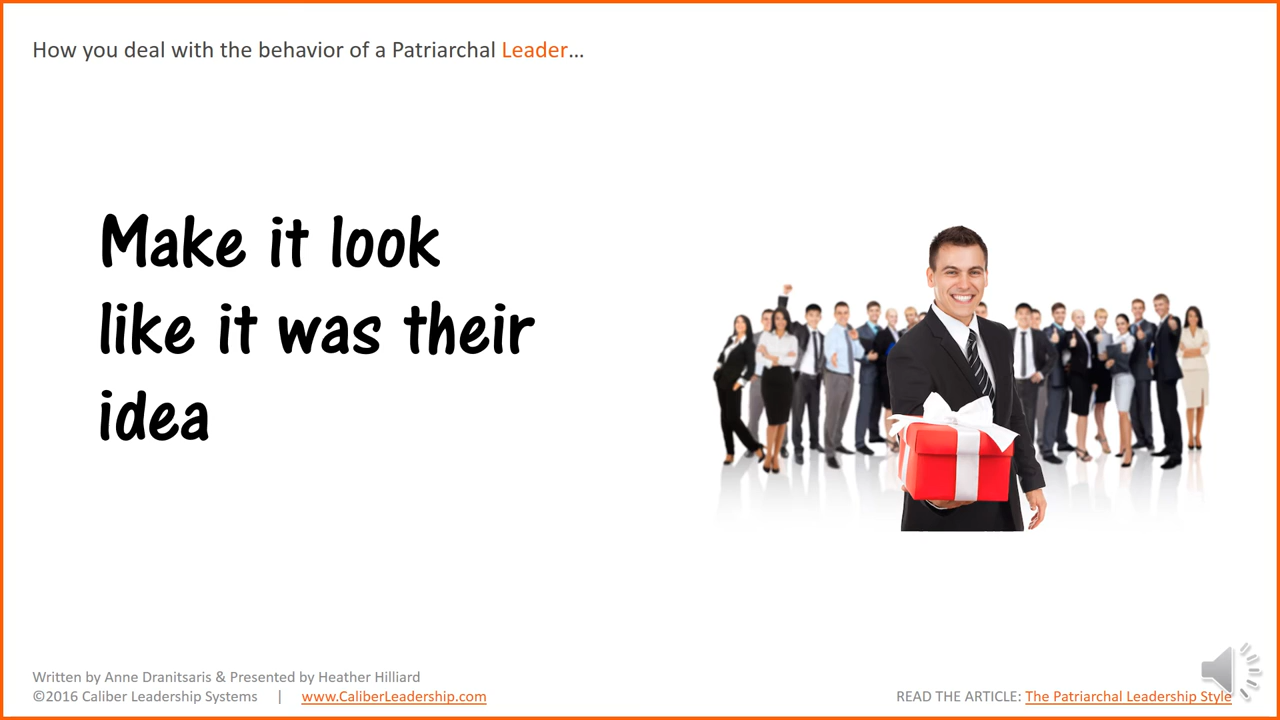 How you deal with the behavior of a Patriarchal Leader...
Make it look
like it was their
idea
Written by Anne Dranitsaris & Presented by Heather Hilliard
©2016 Caliber Leadership Systems | www.CaliberLeadership.com
READ THE ARTICLE: The Patriarchal Leadership Style